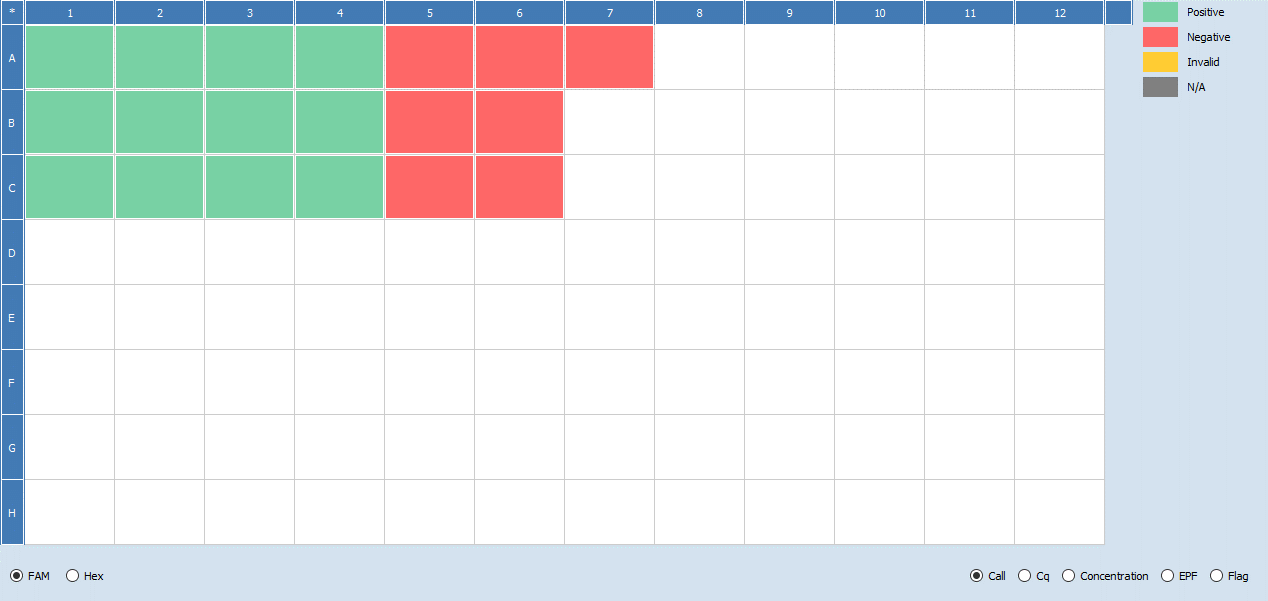 * 1 2 3 4 5 6 7 8 9 10 11 12
Positive
Negative
Invalid
N/A
A
B
C
D
E
F
G
H
FAM Hex Call Cq Concentration EPF Flag